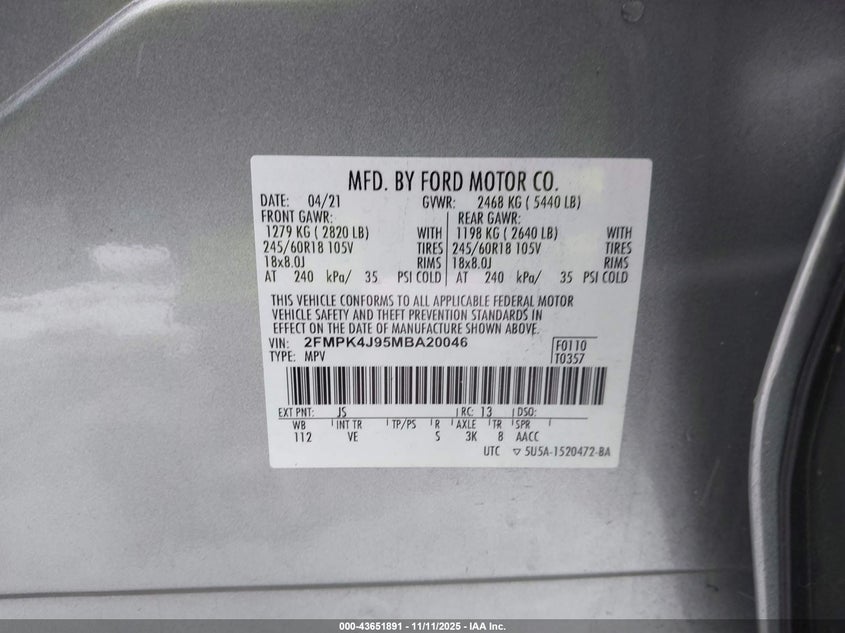 MFD. BY FORD MOTOR CO.
DATE: 04/21 GVWR: 2468 KG ( 5440 LB)
FRONT GAWR: REAR GAWR:
1279 KG ( 2820 LB) WITH 1198 KG ( 2640 LB) WITH
245/60R18 105V TIRES 245/60R18 105V TIRES
18x8.0J RIMS 18x8.0J RIMS
AT 240 kPa/ 35 PSI COLD AT 240 kPa/ 35 PSI COLD
THIS VEHICLE CONFORMS TO ALL APPLICABLE FEDERAL MOTOR
VEHICLE SAFETY AND THEFT PREVENTION STANDARDS IN
EFFECT ON THE DATE OF MANUFACTURE SHOWN ABOVE.
VIN: 2FMPK4J95MBA20046 F0110
TYPE: MPV T0357
EXT PNT: JS RC: 13 DSO:
WB INT TR TP/PS R AXLE TR SPR
112 VE S 3K 8 AACC
UTC ▽ 5U5A-1520472-BA
000-43651891 - 11/11/2025 - IAA Inc.